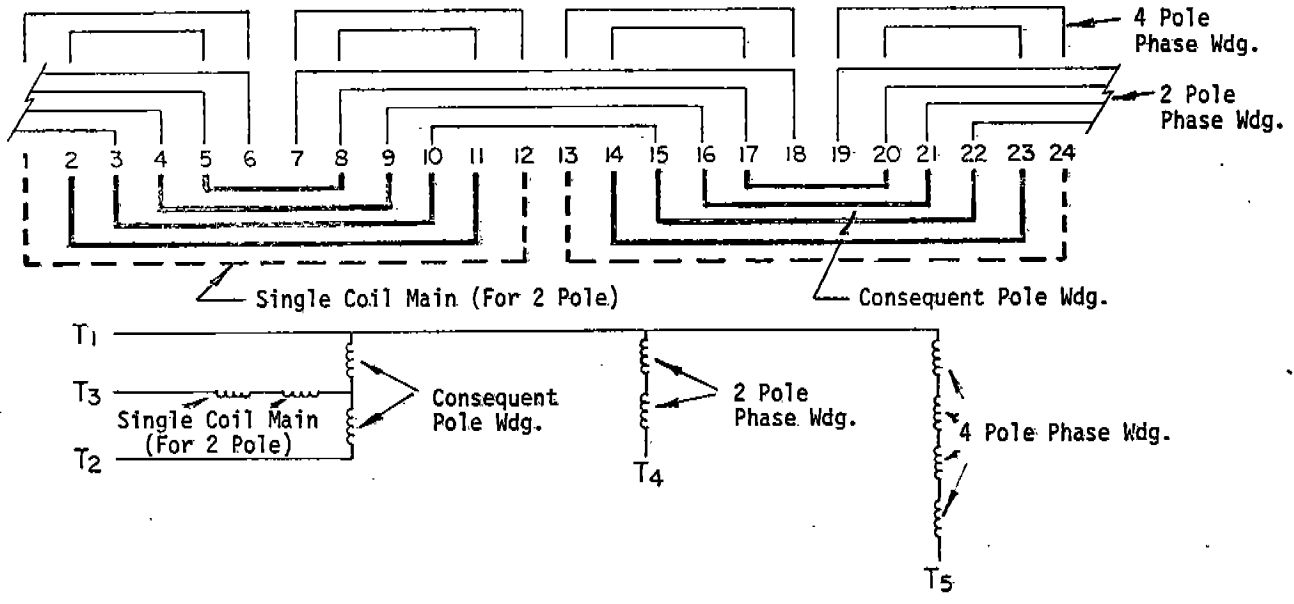 4 Pole
Phase Wdg.
2 Pole
Phase Wdg.
2 3 4 5 6 7 8 9 10 11 12 13 14 15 16 17 18 19 20 21 22 23 24
Single Coil Main (For 2 Pole)
Consequent Pole Wdg.
T1
T3
Single Coil Main
(For 2 Pole)
T2
Consequent
Pole Wdg.
2 Pole
Phase Wdg.
T4
4 Pole Phase Wdg.
T5